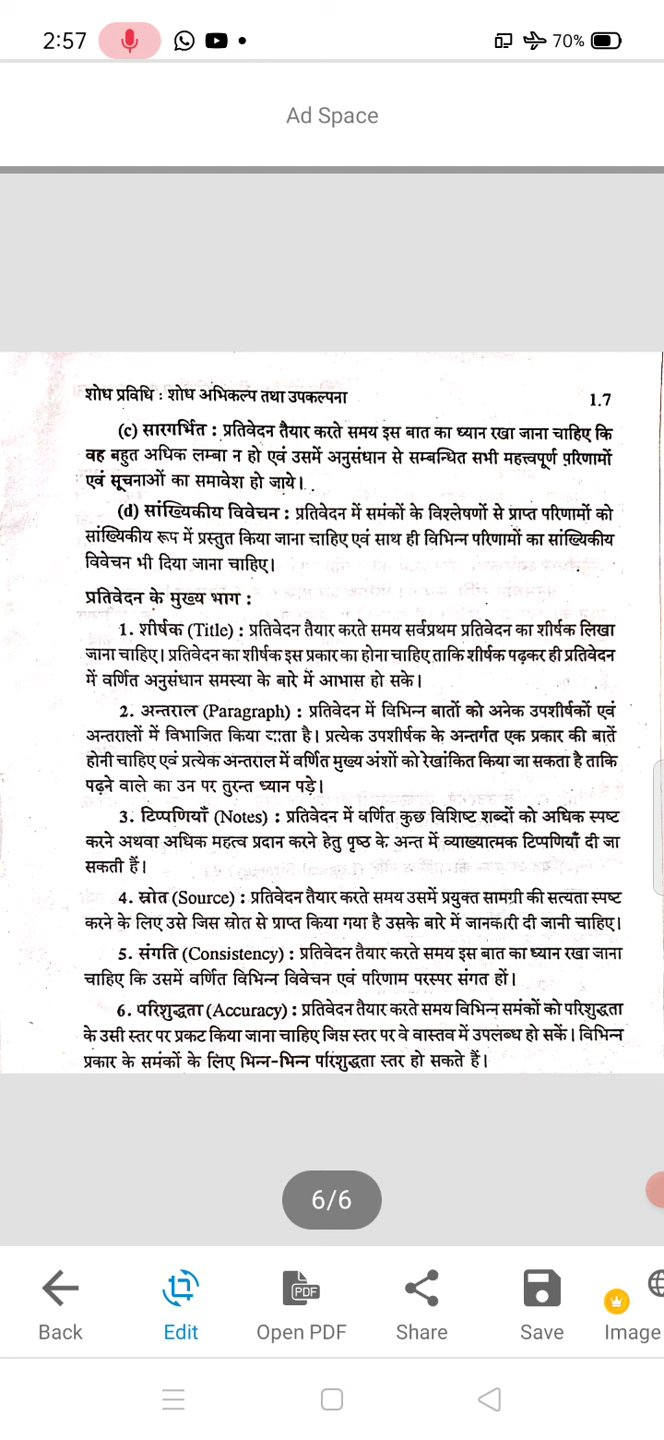 2:57
70%
Ad Space
शोध प्रविधि : शोध अभिकल्प तथा उपकल्पना 1.7
(c) सारगर्भित : प्रतिवेदन तैयार करते समय इस बात का ध्यान रखा जाना चाहिए कि
वह बहुत अधिक लम्बा न हो एवं उसमें अनुसंधान से सम्बन्धित सभी महत्त्वपूर्ण परिणामों
एवं सूचनाओं का समावेश हो जाये।
(d) सांख्यिकीय विवेचन : प्रतिवेदन में समंकों के विश्लेषणों से प्राप्त परिणामों को
सांख्यिकीय रूप में प्रस्तुत किया जाना चाहिए एवं साथ ही विभिन्न परिणामों का सांख्यिकीय
विवेचन भी दिया जाना चाहिए।
प्रतिवेदन के मुख्य भाग :
1. शीर्षक (Title) : प्रतिवेदन तैयार करते समय सर्वप्रथम प्रतिवेदन का शीर्षक लिखा
जाना चाहिए। प्रतिवेदन का शीर्षक इस प्रकार का होना चाहिए ताकि शीर्षक पढ़कर ही प्रतिवेदन
में वर्णित अनुसंधान समस्या के बारे में आभास हो सके।
2. अन्तराल (Paragraph) : प्रतिवेदन में विभिन्न बातों को अनेक उपशीर्षकों एवं
अन्तरालों में विभाजित किया जाता है। प्रत्येक उपशीर्षक के अन्तर्गत एक प्रकार की बातें
होनी चाहिए एवं प्रत्येक अन्तराल में वर्णित मुख्य अंशों को रेखांकित किया जा सकता है ताकि
पढ़ने वाले का उन पर तुरन्त ध्यान पड़े।
3. टिप्पणियाँ (Notes) : प्रतिवेदन में वर्णित कुछ विशिष्ट शब्दों को अधिक स्पष्ट
करने अथवा अधिक महत्व प्रदान करने हेतु पृष्ठ के अन्त में व्याख्यात्मक टिप्पणियाँ दी जा
सकती हैं।
4. स्रोत (Source) : प्रतिवेदन तैयार करते समय उसमें प्रयुक्त सामग्री की सत्यता स्पष्ट
करने के लिए उसे जिस स्रोत से प्राप्त किया गया है उसके बारे में जानकारी दी जानी चाहिए।
5. संगति (Consistency) : प्रतिवेदन तैयार करते समय इस बात का ध्यान रखा जाना
चाहिए कि उसमें वर्णित विभिन्न विवेचन एवं परिणाम परस्पर संगत हों।
6. परिशुद्धता (Accuracy) : प्रतिवेदन तैयार करते समय विभिन्न समंकों को परिशुद्धता
के उसी स्तर पर प्रकट किया जाना चाहिए जिस स्तर पर वे वास्तव में उपलब्ध हो सकें। विभिन्न
प्रकार के समंकों के लिए भिन्न-भिन्न परिशुद्धता स्तर हो सकते हैं।
6/6
PDF
Back Edit Open PDF Share Save Image